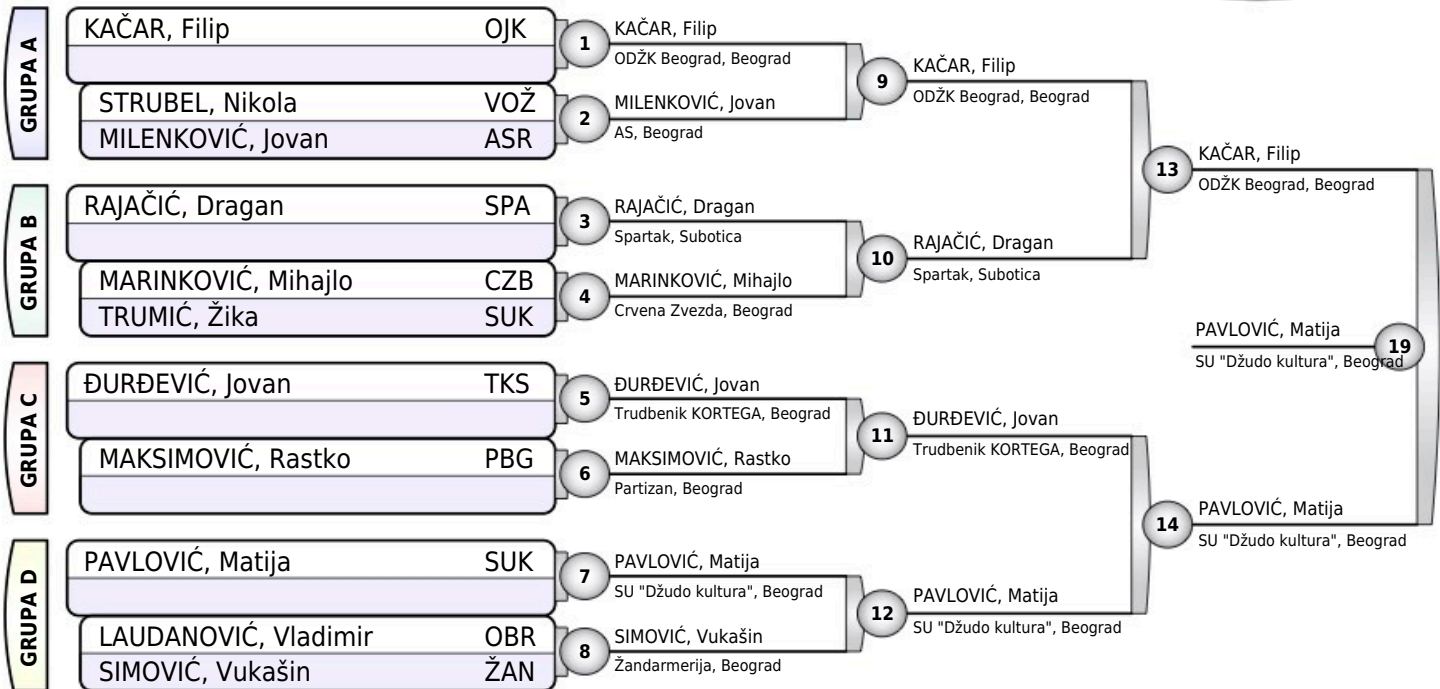 GRUPA A
KAČAR, Filip OJK
STRUBEL, Nikola VOŽ
MILENKOVIĆ, Jovan ASR
GRUPA B
RAJAČIĆ, Dragan SPA
MARINKOVIĆ, Mihajlo CZB
TRUMIĆ, Žika SUK
GRUPA C
ĐURĐEVIĆ, Jovan TKS
MAKSIMOVIĆ, Rastko PBG
GRUPA D
PAVLOVIĆ, Matija SUK
LAUDANOVIĆ, Vladimir OBR
SIMOVIĆ, Vukašin ŽAN
1
KAČAR, Filip
ODŽK Beograd, Beograd
2
MILENKOVIĆ, Jovan
AS, Beograd
3
RAJAČIĆ, Dragan
Spartak, Subotica
4
MARINKOVIĆ, Mihajlo
Crvena Zvezda, Beograd
5
ĐURĐEVIĆ, Jovan
Trudbenik KORTEGA, Beograd
6
MAKSIMOVIĆ, Rastko
Partizan, Beograd
7
PAVLOVIĆ, Matija
SU "Džudo kultura", Beograd
8
SIMOVIĆ, Vukašin
Žandarmerija, Beograd
9
KAČAR, Filip
ODŽK Beograd, Beograd
10
RAJAČIĆ, Dragan
Spartak, Subotica
11
ĐURĐEVIĆ, Jovan
Trudbenik KORTEGA, Beograd
12
PAVLOVIĆ, Matija
SU "Džudo kultura", Beograd
13
KAČAR, Filip
ODŽK Beograd, Beograd
14
PAVLOVIĆ, Matija
SU "Džudo kultura", Beograd
PAVLOVIĆ, Matija
SU "Džudo kultura", Beograd
19